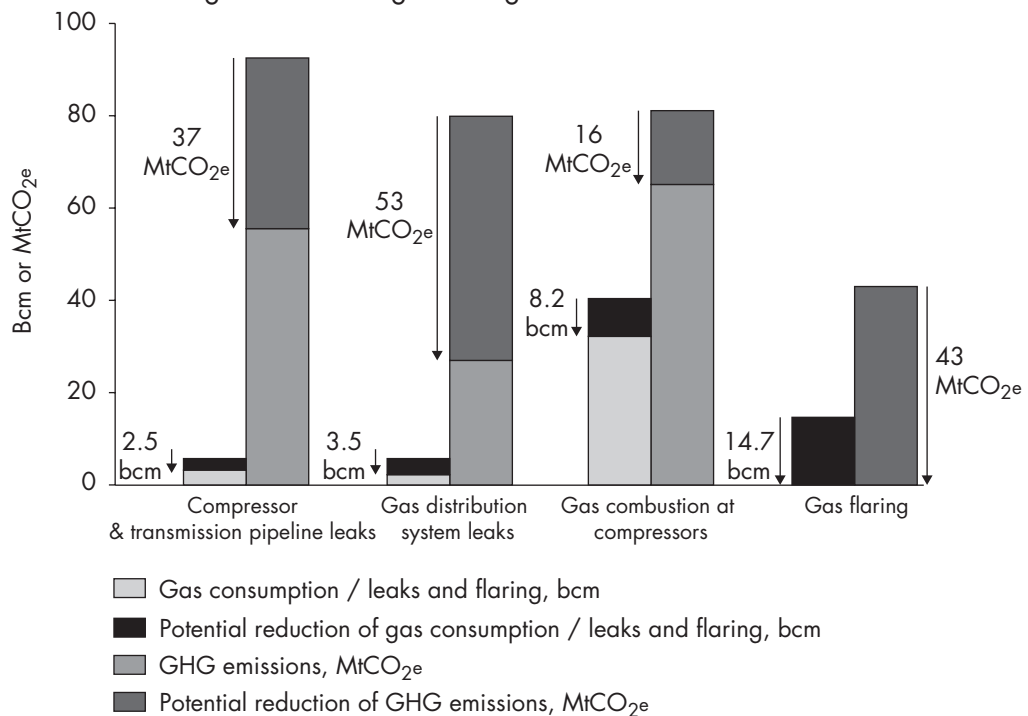 100
80
60
40
20
0
Bcm or MtCO2e
37
MtCO2e
53
MtCO2e
16
MtCO2e
43
MtCO2e
2.5
bcm
3.5
bcm
8.2
bcm
14.7
bcm
Compressor
& transmission pipeline leaks
Gas distribution
system leaks
Gas combustion at
compressors
Gas flaring
Gas consumption / leaks and flaring, bcm
Potential reduction of gas consumption / leaks and flaring, bcm
GHG emissions, MtCO2e
Potential reduction of GHG emissions, MtCO2e